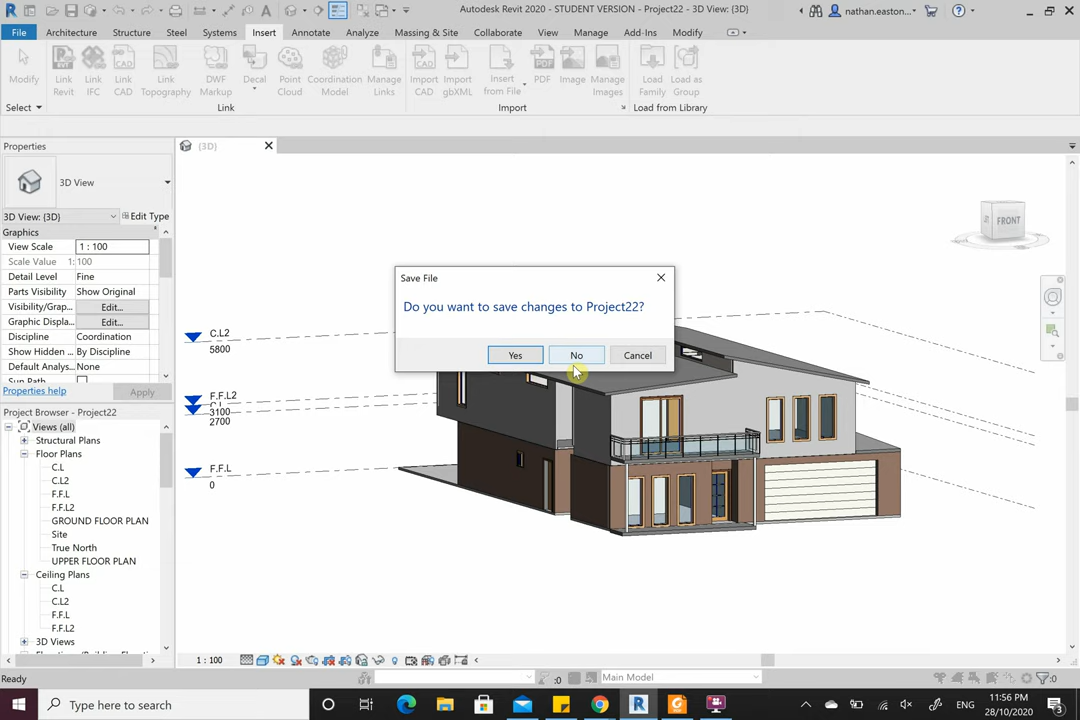 Autodesk Revit 2020 - STUDENT VERSION - Project22 - 3D View: {3D}
nathan.easton...
File Architecture Structure Steel Systems Insert Annotate Analyze Massing & Site Collaborate View Manage Add-Ins Modify
Modify
Link Revit
Link IFC
Link CAD
Link Topography
DWF Markup
Decal
Point Cloud
Coordination Model
Manage Links
Import CAD
Import gbXML
Insert from File
PDF
Image
Manage Images
Load Family
Load as Group
Select Link Import Load from Library
Properties
{3D}
3D View
3D View: {3D} Edit Type
Graphics
View Scale 1 : 100
Scale Value 1: 100
Detail Level Fine
Parts Visibility Show Original
Visibility/Grap... Edit...
Graphic Displa... Edit...
Discipline Coordination
Show Hidden ... By Discipline
Default Analys... None
Sun Path
Properties help Apply
Project Browser - Project22
Views (all)
Structural Plans
Floor Plans
C.L
C.L2
F.F.L
F.F.L2
GROUND FLOOR PLAN
Site
True North
UPPER FLOOR PLAN
Ceiling Plans
C.L
C.L2
F.F.L
F.F.L2
3D Views
FRONT
Save File
Do you want to save changes to Project22?
Yes No Cancel
C.L2
5800
F.F.L2
3100
2700
F.F.L
0
1 : 100
Ready
:0
Main Model
:0
Type here to search
ENG
11:56 AM
28/10/2020
3